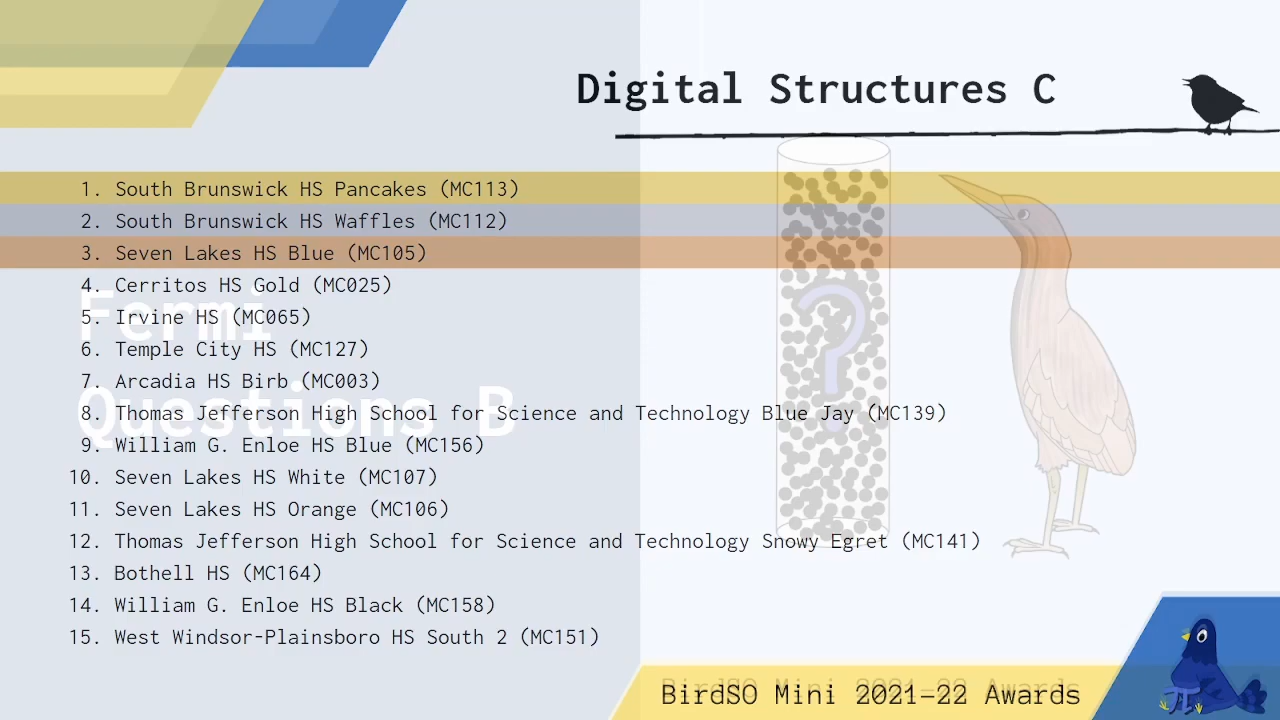 Digital Structures C
1. South Brunswick HS Pancakes (MC113)
2. South Brunswick HS Waffles (MC112)
3. Seven Lakes HS Blue (MC105)
4. Cerritos HS Gold (MC025)
5. Irvine HS (MC065)
6. Temple City HS (MC127)
7. Arcadia HS Birb (MC003)
8. Thomas Jefferson High School for Science and Technology Blue Jay (MC139)
9. William G. Enloe HS Blue (MC156)
10. Seven Lakes HS White (MC107)
11. Seven Lakes HS Orange (MC106)
12. Thomas Jefferson High School for Science and Technology Snowy Egret (MC141)
13. Bothell HS (MC164)
14. William G. Enloe HS Black (MC158)
15. West Windsor-Plainsboro HS South 2 (MC151)
Fermi
Questions B
?
BirdSO Mini 2021-22 Awards